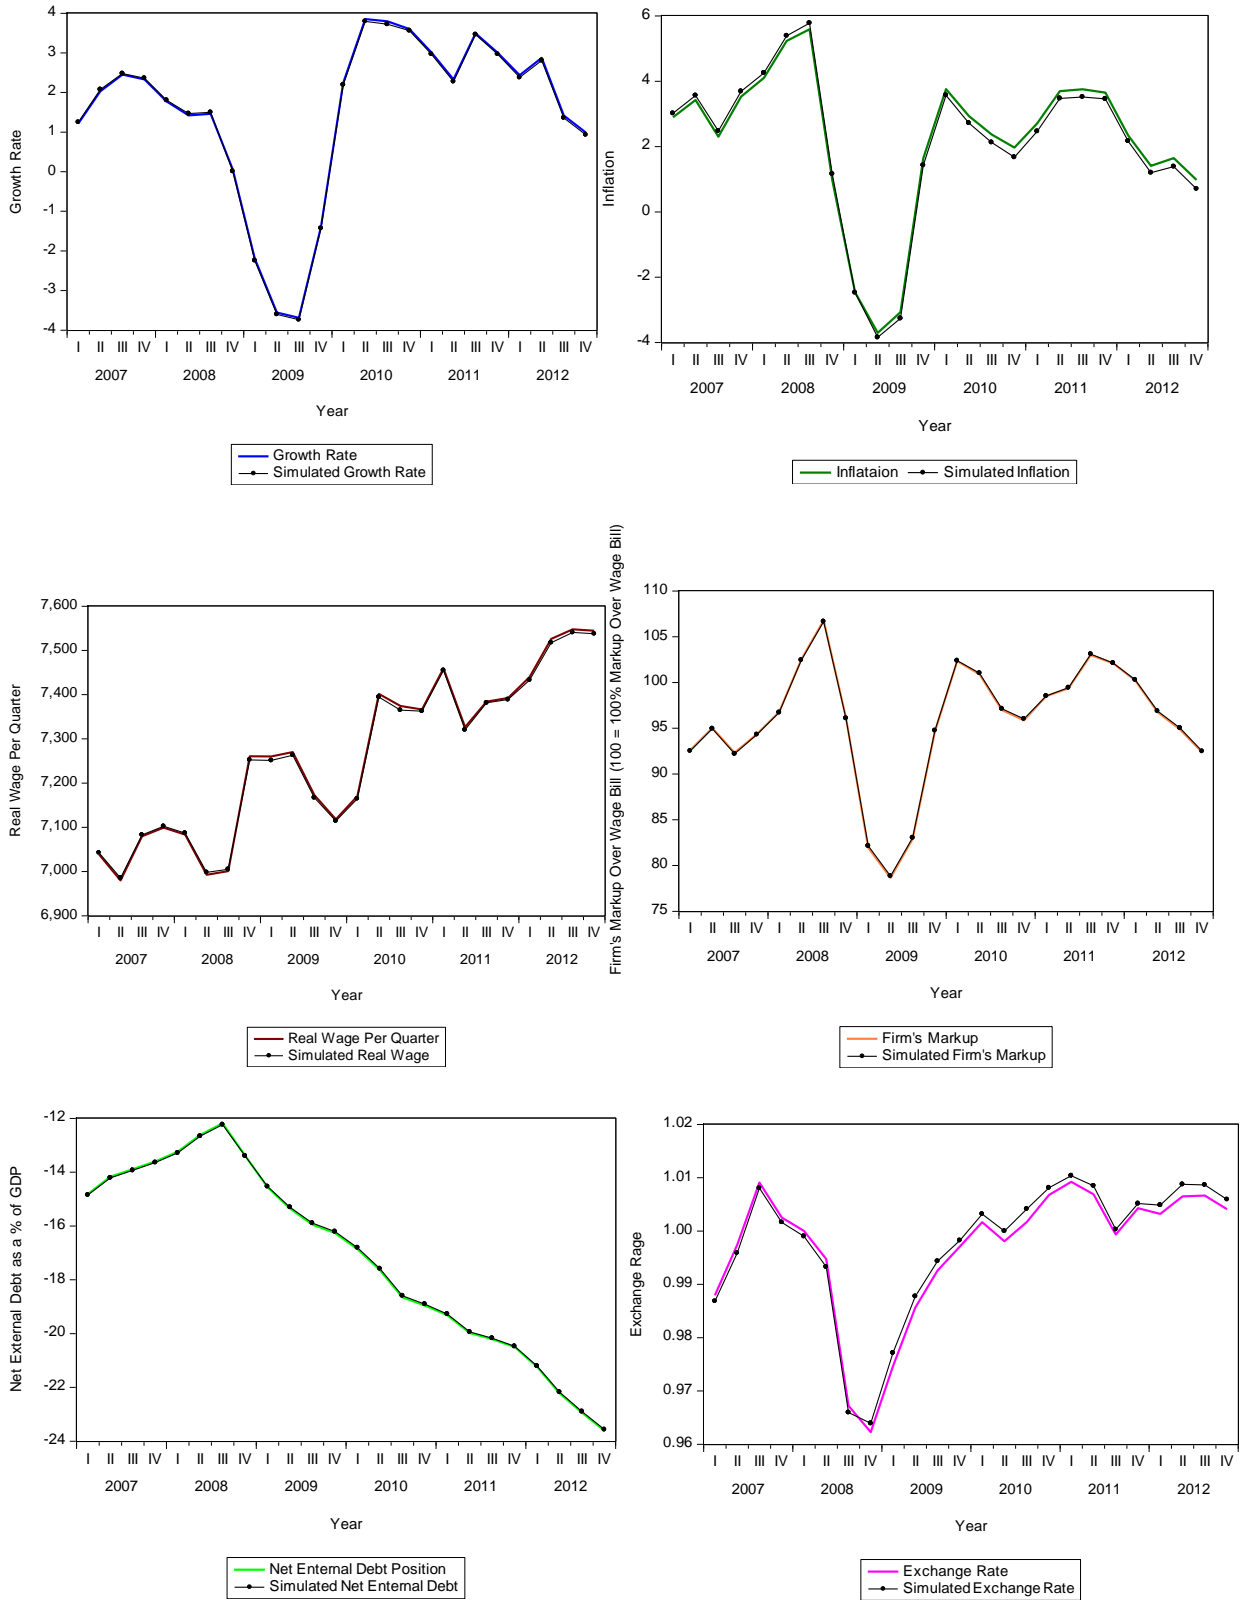 4
3
2
1
0
-1
-2
-3
-4
Growth Rate
I II III IV I II III IV I II III IV I II III IV I II III IV I II III IV
2007 2008 2009 2010 2011 2012
Year
Growth Rate
Simulated Growth Rate
6
4
2
0
-2
-4
Inflation
I II III IV I II III IV I II III IV I II III IV I II III IV I II III IV
2007 2008 2009 2010 2011 2012
Year
Inflataion Simulated Inflation
7,600
7,500
7,400
7,300
7,200
7,100
7,000
6,900
Real Wage Per Quarter
I II III IV I II III IV I II III IV I II III IV I II III IV I II III IV
2007 2008 2009 2010 2011 2012
Year
Real Wage Per Quarter
Simulated Real Wage
110
105
100
95
90
85
80
75
Firm's Markup Over Wage Bill (100 = 100% Markup Over Wage Bill)
I II III IV I II III IV I II III IV I II III IV I II III IV I II III IV
2007 2008 2009 2010 2011 2012
Year
Firm's Markup
Simulated Firm's Markup
-12
-14
-16
-18
-20
-22
-24
Net External Debt as a % of GDP
I II III IV I II III IV I II III IV I II III IV I II III IV I II III IV
2007 2008 2009 2010 2011 2012
Year
Net Enternal Debt Position
Simulated Net Enternal Debt
1.02
1.01
1.00
0.99
0.98
0.97
0.96
Exchange Rage
I II III IV I II III IV I II III IV I II III IV I II III IV I II III IV
2007 2008 2009 2010 2011 2012
Year
Exchange Rate
Simulated Exchange Rate